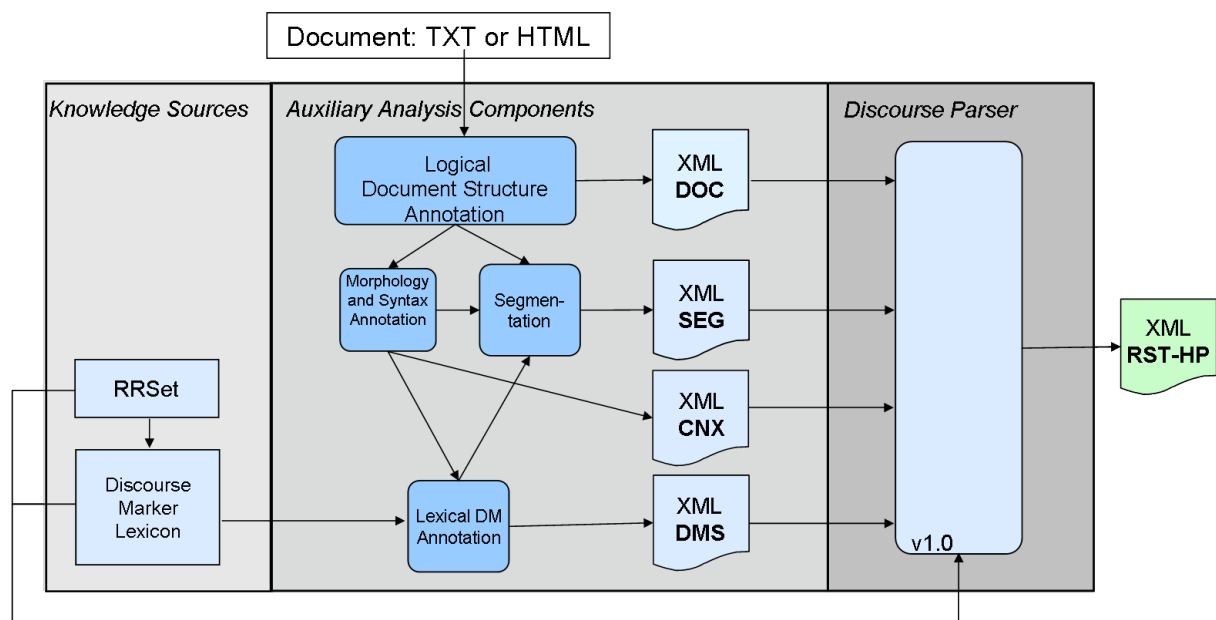 Document: TXT or HTML
Knowledge Sources
Auxiliary Analysis Components
Discourse Parser
Logical
Document Structure
Annotation
XML
DOC
Morphology
and Syntax
Annotation
Segmen-
tation
XML
SEG
XML
RST-HP
RRSet
XML
CNX
Discourse
Marker
Lexicon
Lexical DM
Annotation
XML
DMS
v1.0